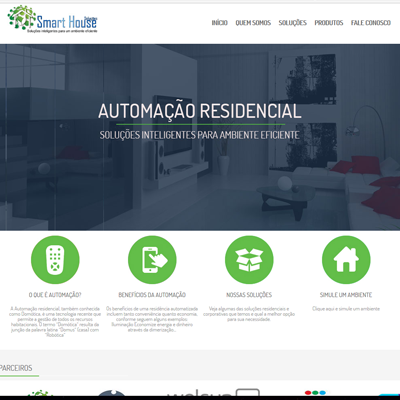 Smart House
Soluções
Soluções inteligentes para um ambiente eficiente
INÍCIO QUEM SOMOS SOLUÇÕES PRODUTOS FALE CONOSCO
AUTOMAÇÃO RESIDENCIAL
SOLUÇÕES INTELIGENTES PARA AMBIENTE EFICIENTE
O QUE É AUTOMAÇÃO?
A Automação residencial, também conhecida
como Domótica, é uma tecnologia recente que
permite a gestão de todos os recursos
habitacionais. O termo "Domótica" resulta da
junção da palavra latina "Domus" (casa) com
"Robótica"
BENEFÍCIOS DA AUTOMAÇÃO
Os benefícios de uma residência automatizada
incluem tanto conveniência quanto economia,
conforme seguem alguns exemplos:
Iluminação Economize energia e dinheiro
através da dimerização...
NOSSAS SOLUÇÕES
Veja algumas das soluções residenciais e
corporativas que temos e qual a melhor opção
para sua necessidade
SIMULE UM AMBIENTE
Clique aqui e simule um ambiente
PARCEIROS